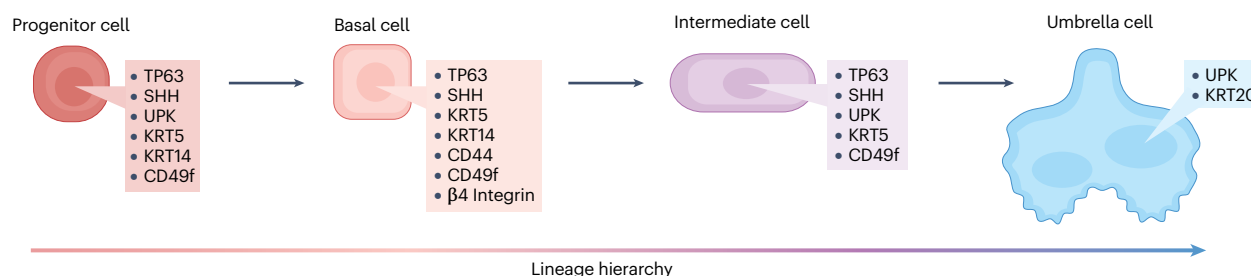 Progenitor cell
• TP63
• SHH
• UPK
• KRT5
• KRT14
• CD49f
Basal cell
• TP63
• SHH
• KRT5
• KRT14
• CD44
• CD49f
• β4 Integrin
Intermediate cell
• TP63
• SHH
• UPK
• KRT5
• CD49f
Umbrella cell
• UPK
• KRT20
Lineage hierarchy